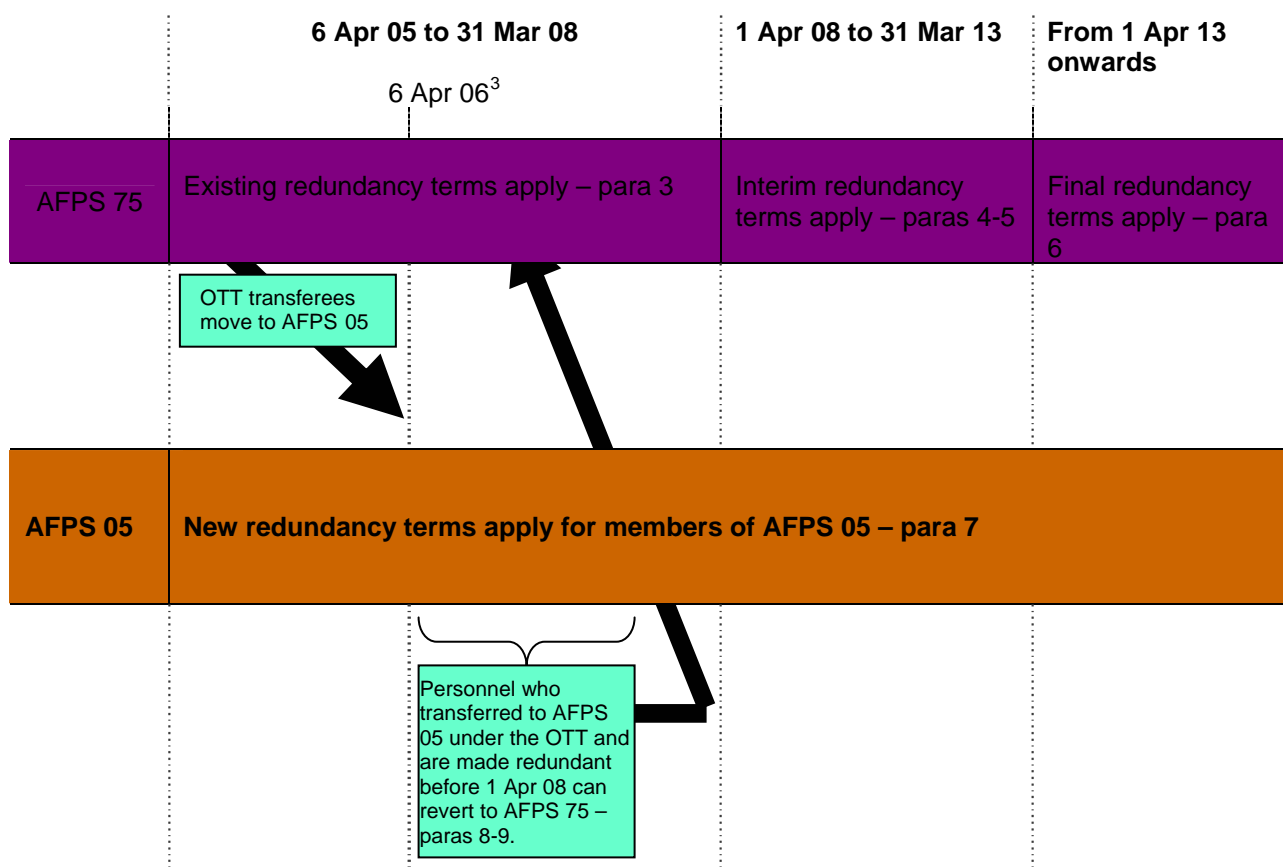 6 Apr 05 to 31 Mar 08
1 Apr 08 to 31 Mar 13
From 1 Apr 13
onwards
6 Apr 06³
AFPS 75
Existing redundancy terms apply – para 3
Interim redundancy
terms apply – paras 4-5
Final redundancy
terms apply – para
6
OTT transferees
move to AFPS 05
AFPS 05
New redundancy terms apply for members of AFPS 05 – para 7
Personnel who
transferred to AFPS
05 under the OTT and
are made redundant
before 1 Apr 08 can
revert to AFPS 75 –
paras 8-9.